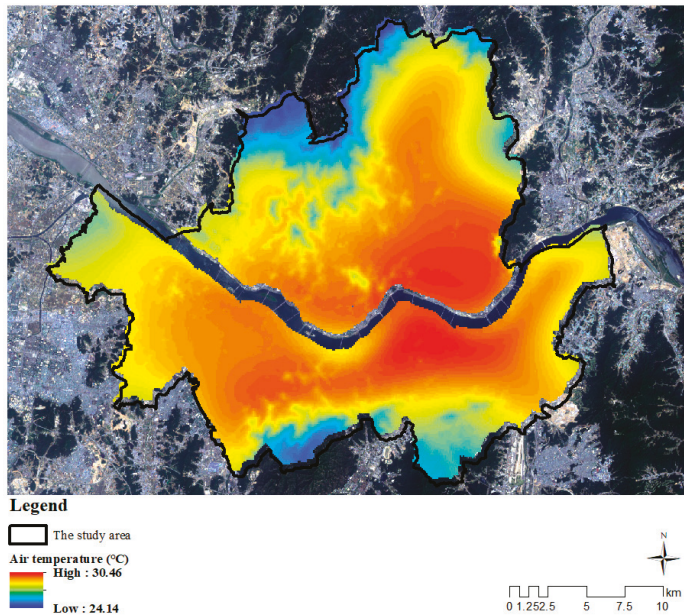 Legend
The study area
Air temperature (°C)
High : 30.46
Low : 24.14
N
km
0 1.252.5 5 7.5 10